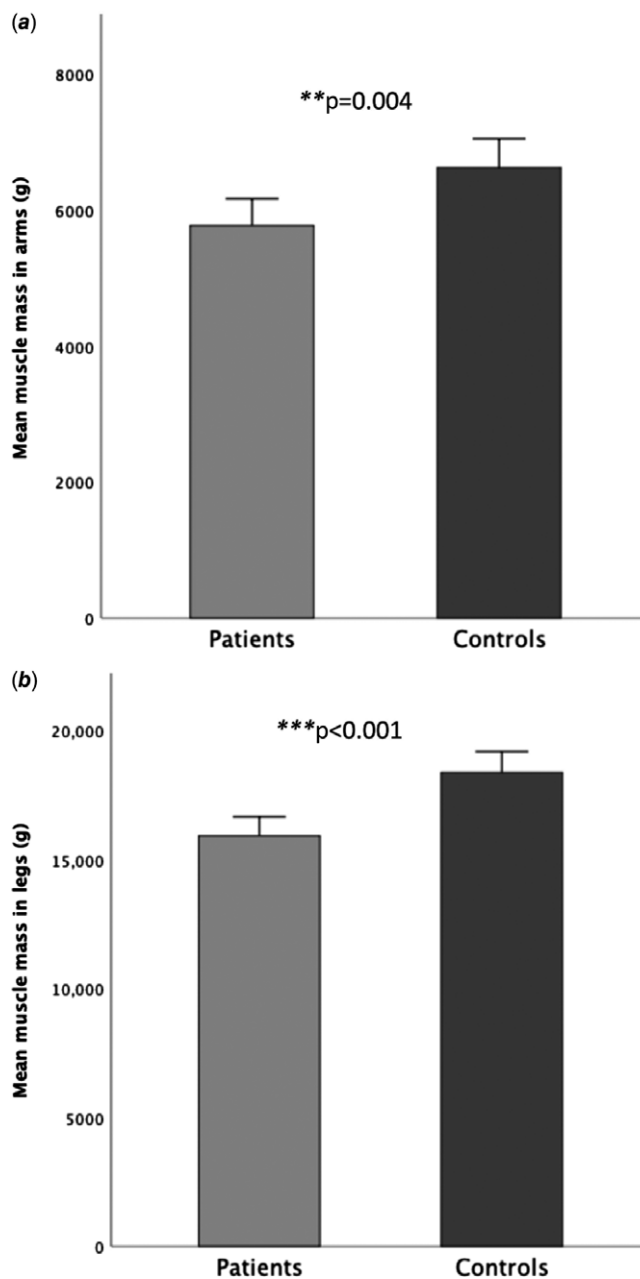 (a)
Mean muscle mass in arms (g)
8000
6000
4000
2000
0
**p=0.004
Patients Controls
(b)
Mean muscle mass in legs (g)
20,000
15,000
10,000
5000
0
***p<0.001
Patients Controls